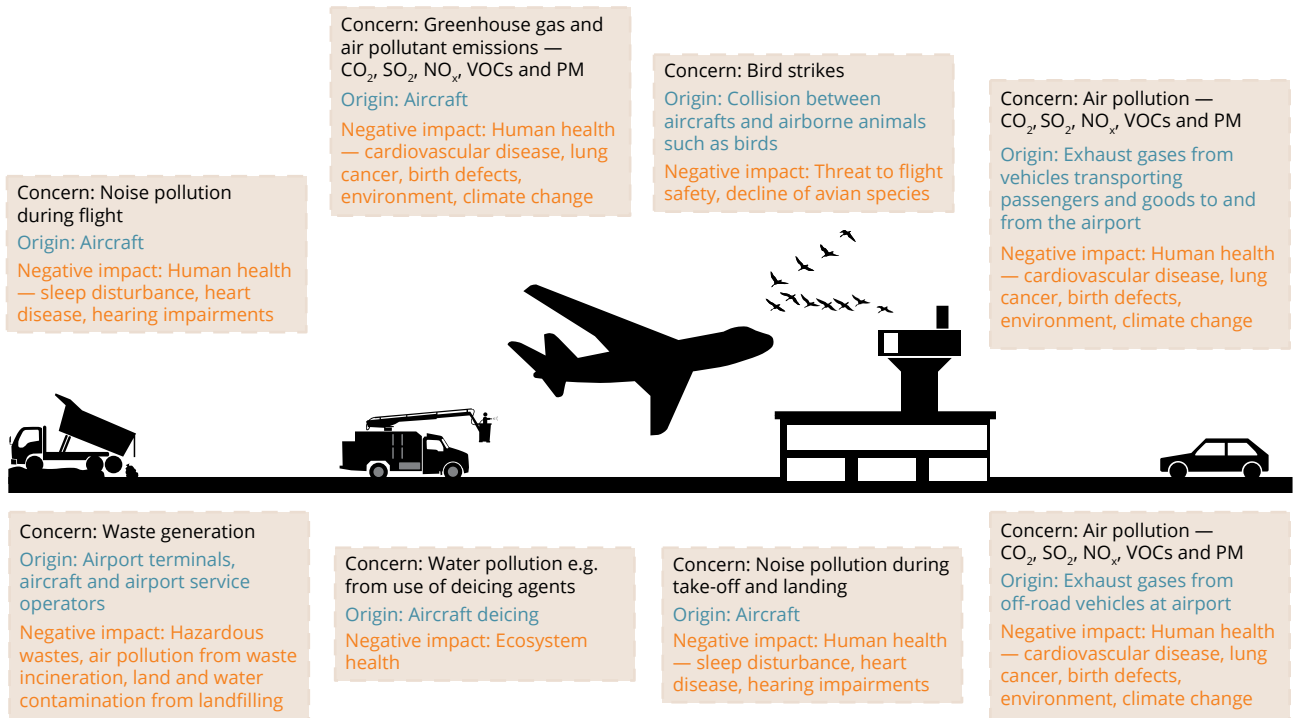 Concern: Greenhouse gas and
air pollutant emissions —
CO₂, SO₂, NOₓ, VOCs and PM
Origin: Aircraft
Negative impact: Human health
— cardiovascular disease, lung
cancer, birth defects,
environment, climate change
Concern: Bird strikes
Origin: Collision between
aircrafts and airborne animals
such as birds
Negative impact: Threat to flight
safety, decline of avian species
Concern: Air pollution —
CO₂, SO₂, NOₓ, VOCs and PM
Origin: Exhaust gases from
vehicles transporting
passengers and goods to and
from the airport
Negative impact: Human health
— cardiovascular disease, lung
cancer, birth defects,
environment, climate change
Concern: Noise pollution
during flight
Origin: Aircraft
Negative impact: Human health
— sleep disturbance, heart
disease, hearing impairments
Concern: Waste generation
Origin: Airport terminals,
aircraft and airport service
operators
Negative impact: Hazardous
wastes, air pollution from waste
incineration, land and water
contamination from landfilling
Concern: Water pollution e.g.
from use of deicing agents
Origin: Aircraft deicing
Negative impact: Ecosystem
health
Concern: Noise pollution during
take-off and landing
Origin: Aircraft
Negative impact: Human health
— sleep disturbance, heart
disease, hearing impairments
Concern: Air pollution —
CO₂, SO₂, NOₓ, VOCs and PM
Origin: Exhaust gases from
off-road vehicles at airport
Negative impact: Human health
— cardiovascular disease, lung
cancer, birth defects,
environment, climate change